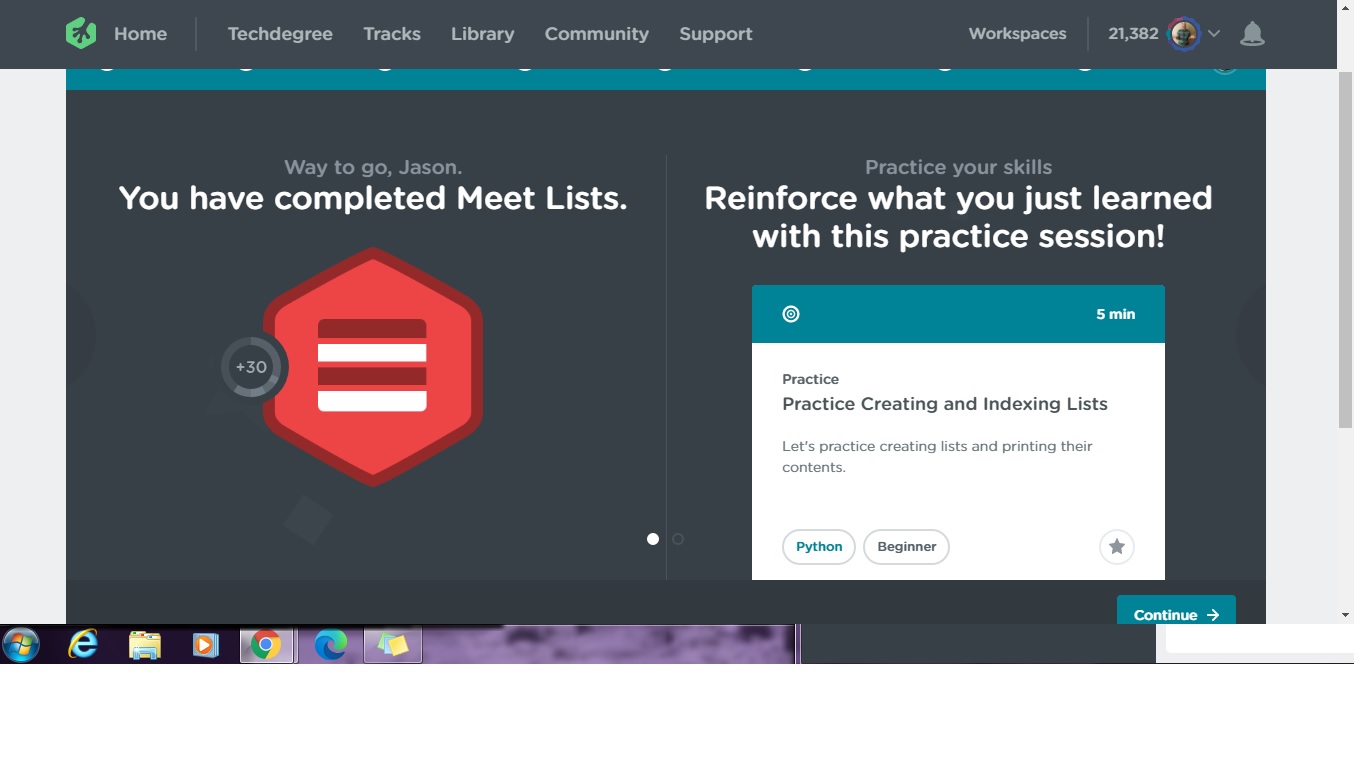 Home
Techdegree
Tracks
Library
Community
Support
Workspaces
21,382
Way to go, Jason.
You have completed Meet Lists.
+30
Practice your skills
Reinforce what you just learned
with this practice session!
5 min
Practice
Practice Creating and Indexing Lists
Let's practice creating lists and printing their
contents.
Python
Beginner
Continue →